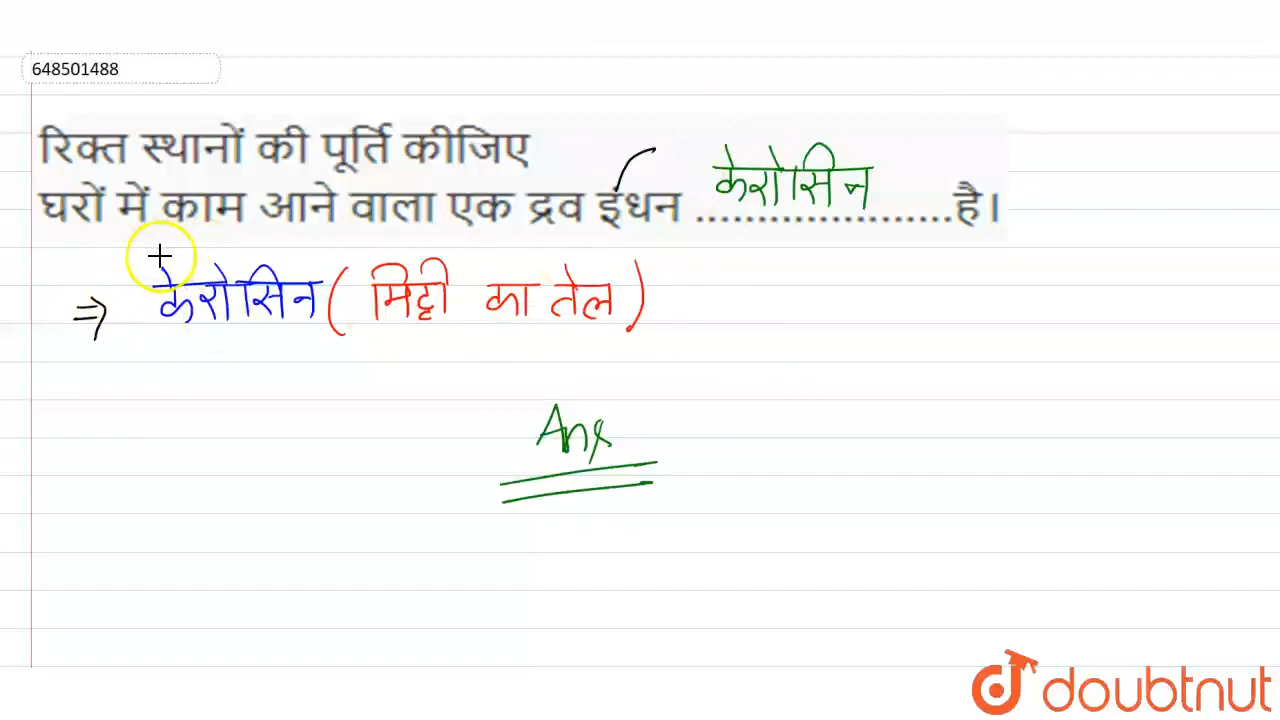 648501488
रिक्त स्थानों की पूर्ति कीजिए
घरों में काम आने वाला एक द्रव इंधन .....................है।
केरोसिन
⇒ केरोसिन ( मिट्टी का तेल )
Ans
doubtnut